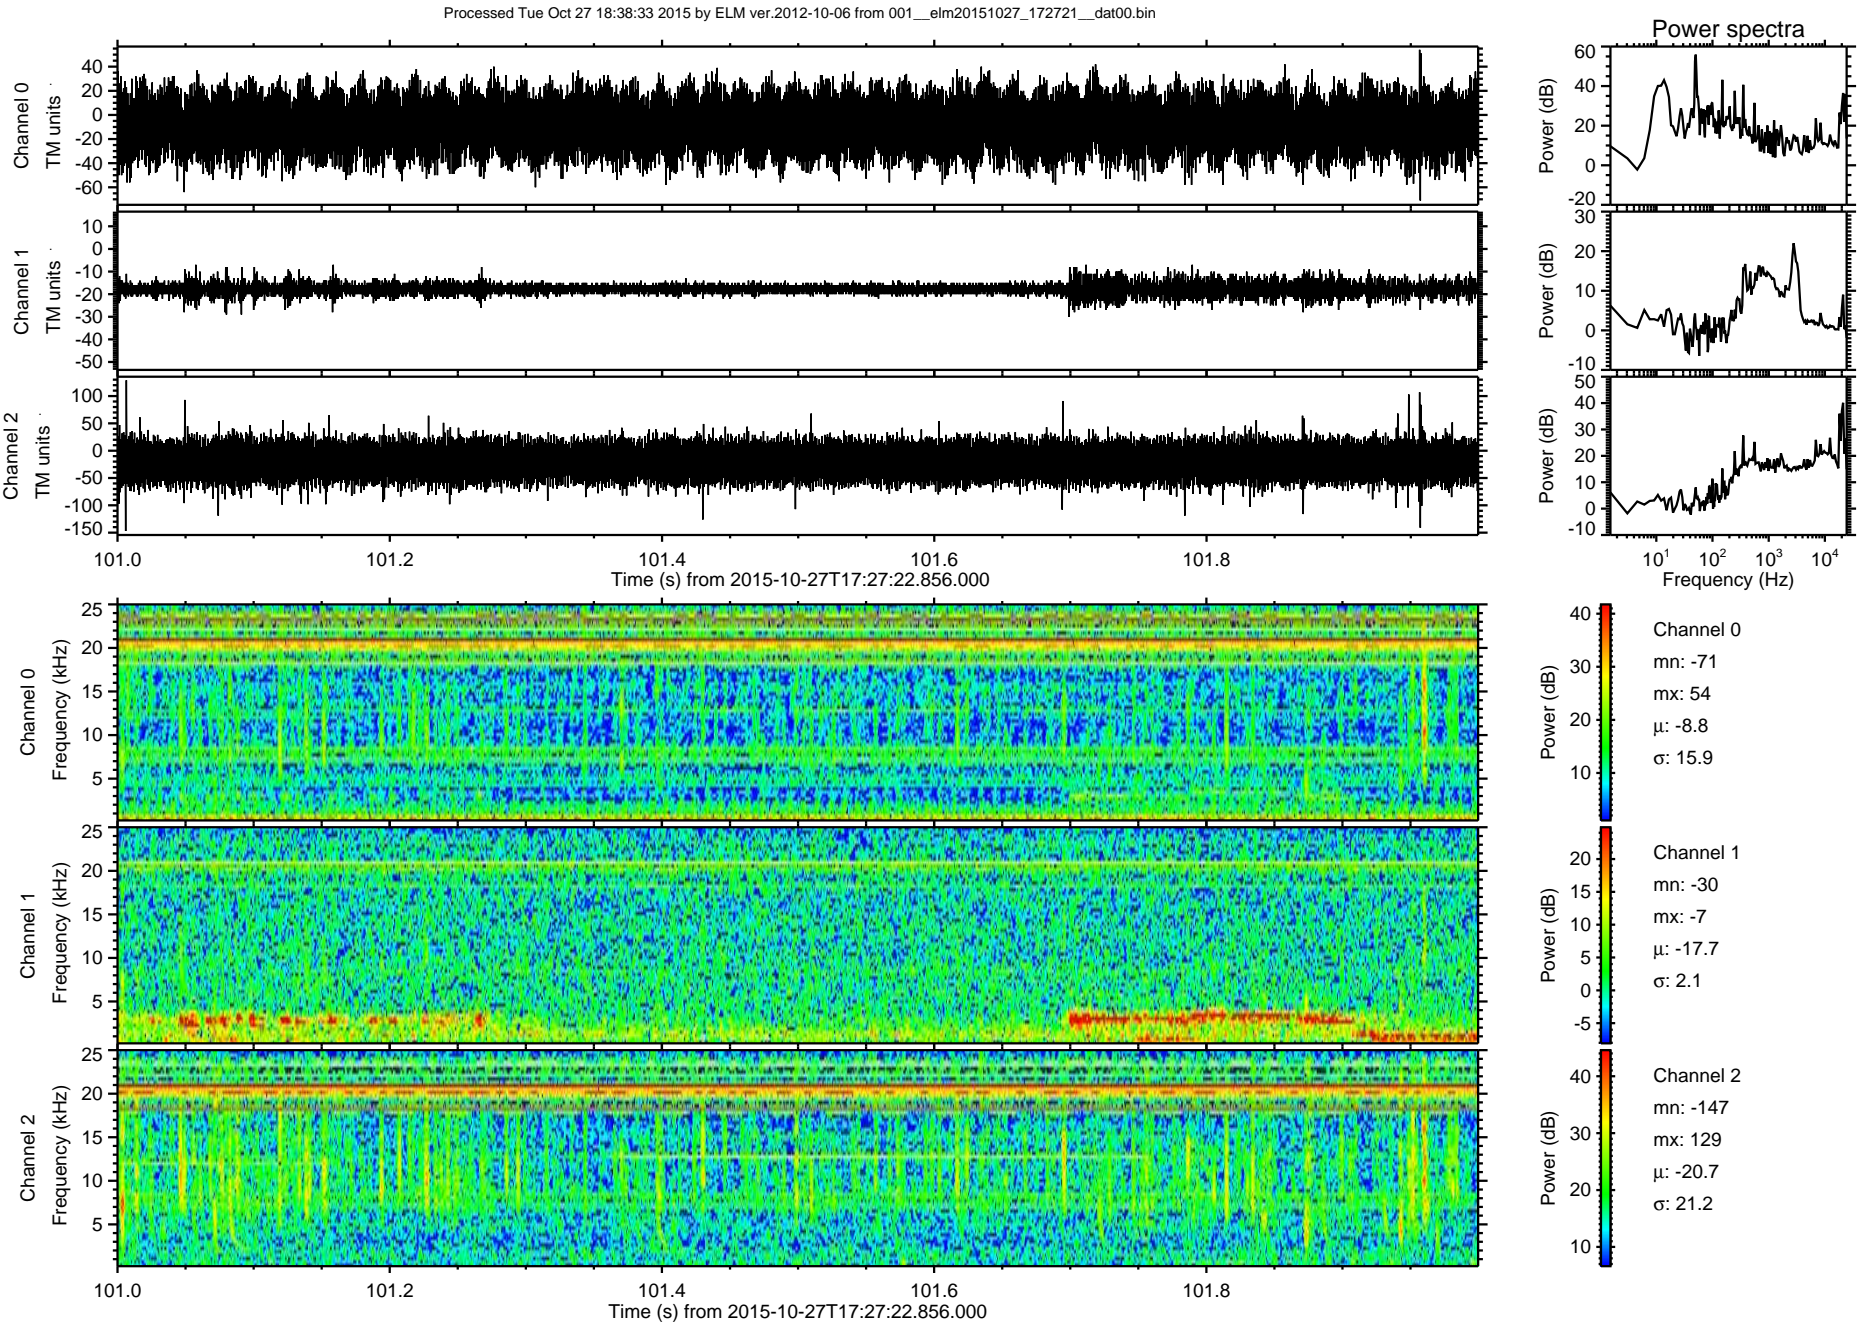 Processed Tue Oct 27 18:38:33 2015 by ELM ver.2012-10-06 from 001__elm20151027_172721__dat00.bin
Power spectra
Channel 0
TM units
40
20
0
-20
-40
-60
Power (dB)
60
40
20
0
-20
Channel 1
TM units
10
0
-10
-20
-30
-40
-50
Power (dB)
30
20
10
0
-10
Channel 2
TM units
100
50
0
-50
-100
-150
Power (dB)
50
40
30
20
10
0
-10
101.0 101.2 101.4 101.6 101.8
Time (s) from 2015-10-27T17:27:22.856.000
10¹ 10² 10³ 10⁴
Frequency (Hz)
Channel 0
Frequency (kHz)
25
20
15
10
5
Power (dB)
40
30
20
10
Channel 0
mn: -71
mx: 54
μ: -8.8
σ: 15.9
Channel 1
Frequency (kHz)
25
20
15
10
5
Power (dB)
20
15
10
5
0
-5
Channel 1
mn: -30
mx: -7
μ: -17.7
σ: 2.1
Channel 2
Frequency (kHz)
25
20
15
10
5
Power (dB)
40
30
20
10
Channel 2
mn: -147
mx: 129
μ: -20.7
σ: 21.2
101.0 101.2 101.4 101.6 101.8
Time (s) from 2015-10-27T17:27:22.856.000